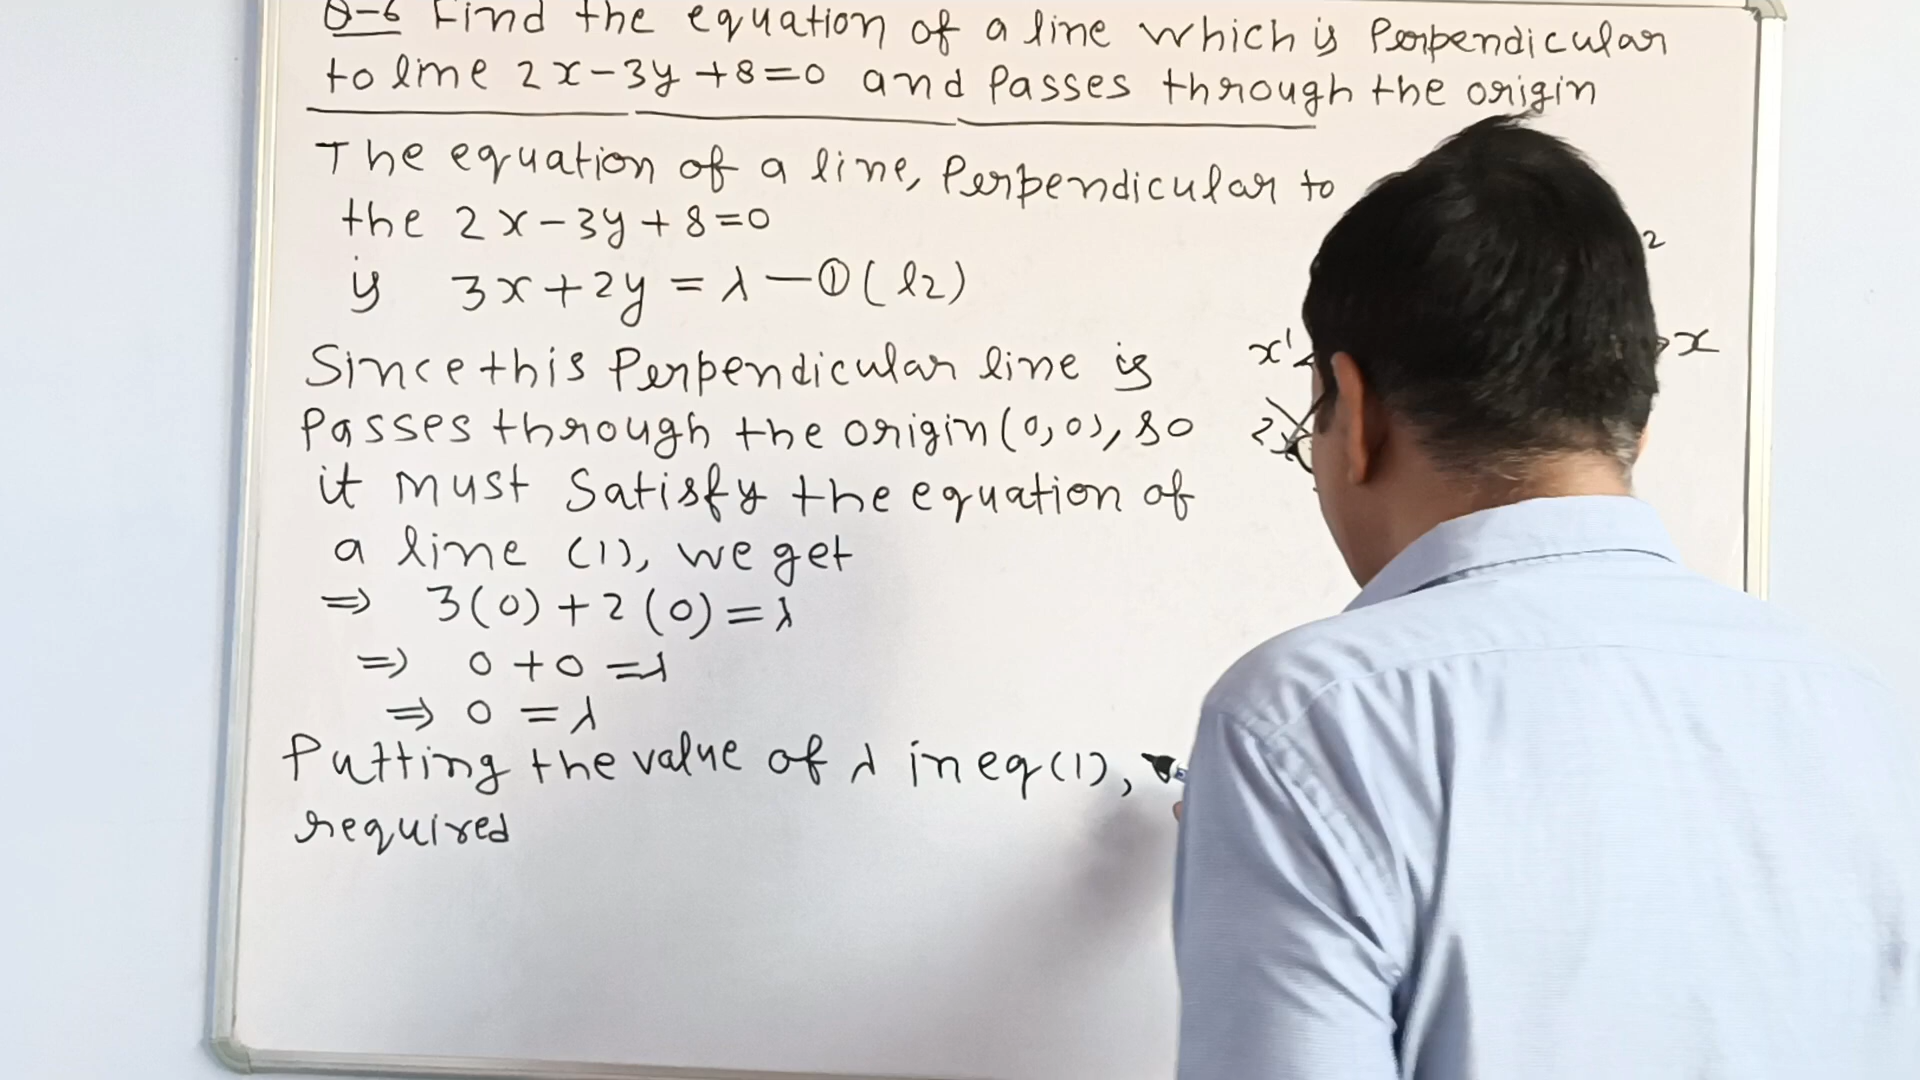 Q-6 Find the equation of a line which is Perpendicular
to line 2x-3y+8=0 and Passes through the origin
The equation of a line, Perpendicular to
the 2x-3y+8=0
is 3x+2y=λ-①(l2)
Since this Perpendicular line is
Passes through the origin(0,0), so
it must Satisfy the equation of
a line (1), we get
⇒ 3(0)+2(0)=λ
⇒ 0+0=λ
⇒ 0=λ
Putting the value of λ in eq(1),
required
2
x'
x
2x